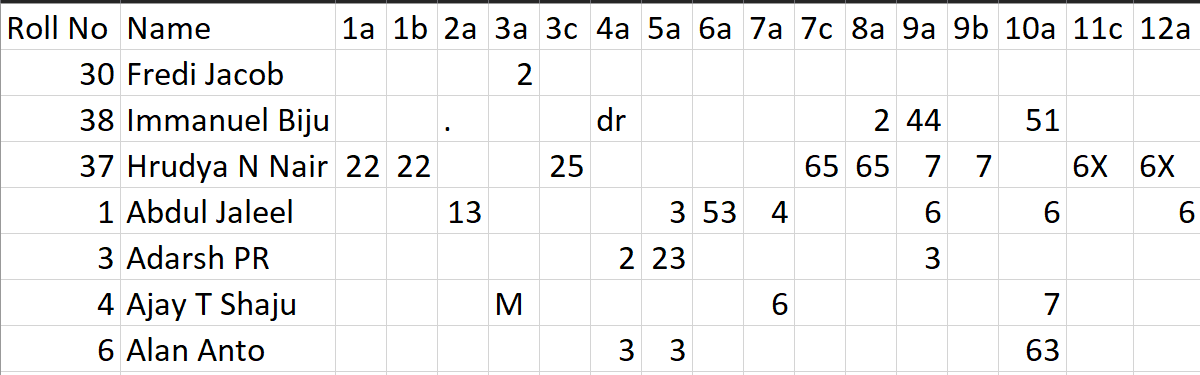 Roll No Name 1a 1b 2a 3a 3c 4a 5a 6a 7a 7c 8a 9a 9b 10a 11c 12a
30 Fredi Jacob 2
38 Immanuel Biju . dr 2 44 51
37 Hrudya N Nair 22 22 25 65 65 7 7 6X 6X
1 Abdul Jaleel 13 3 53 4 6 6 6
3 Adarsh PR 2 23 3
4 Ajay T Shaju M 6 7
6 Alan Anto 3 3 63